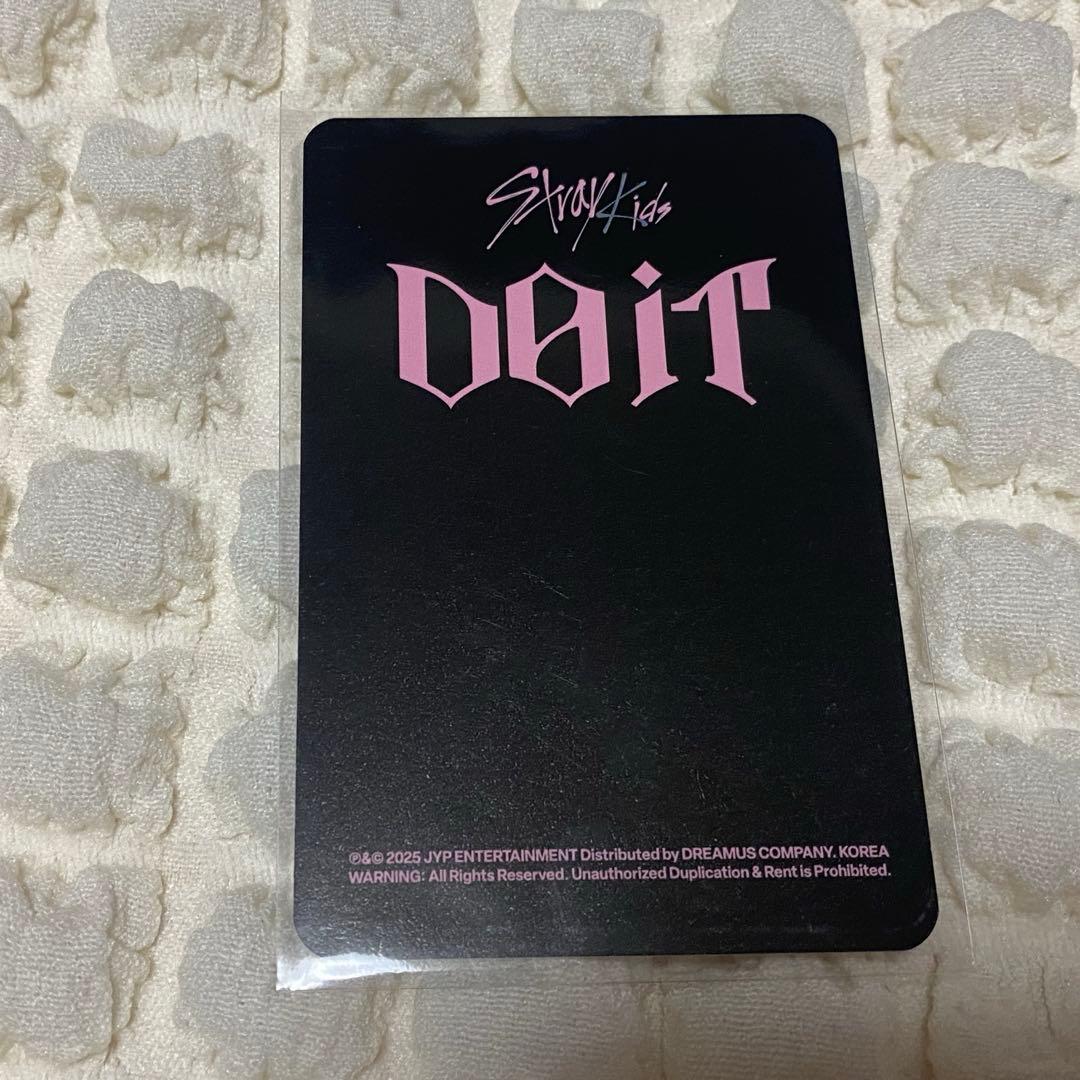 Stray Kids
DO iT
℗&© 2025 JYP ENTERTAINMENT Distributed by DREAMUS COMPANY. KOREA
WARNING: All Rights Reserved. Unauthorized Duplication & Rent is Prohibited.